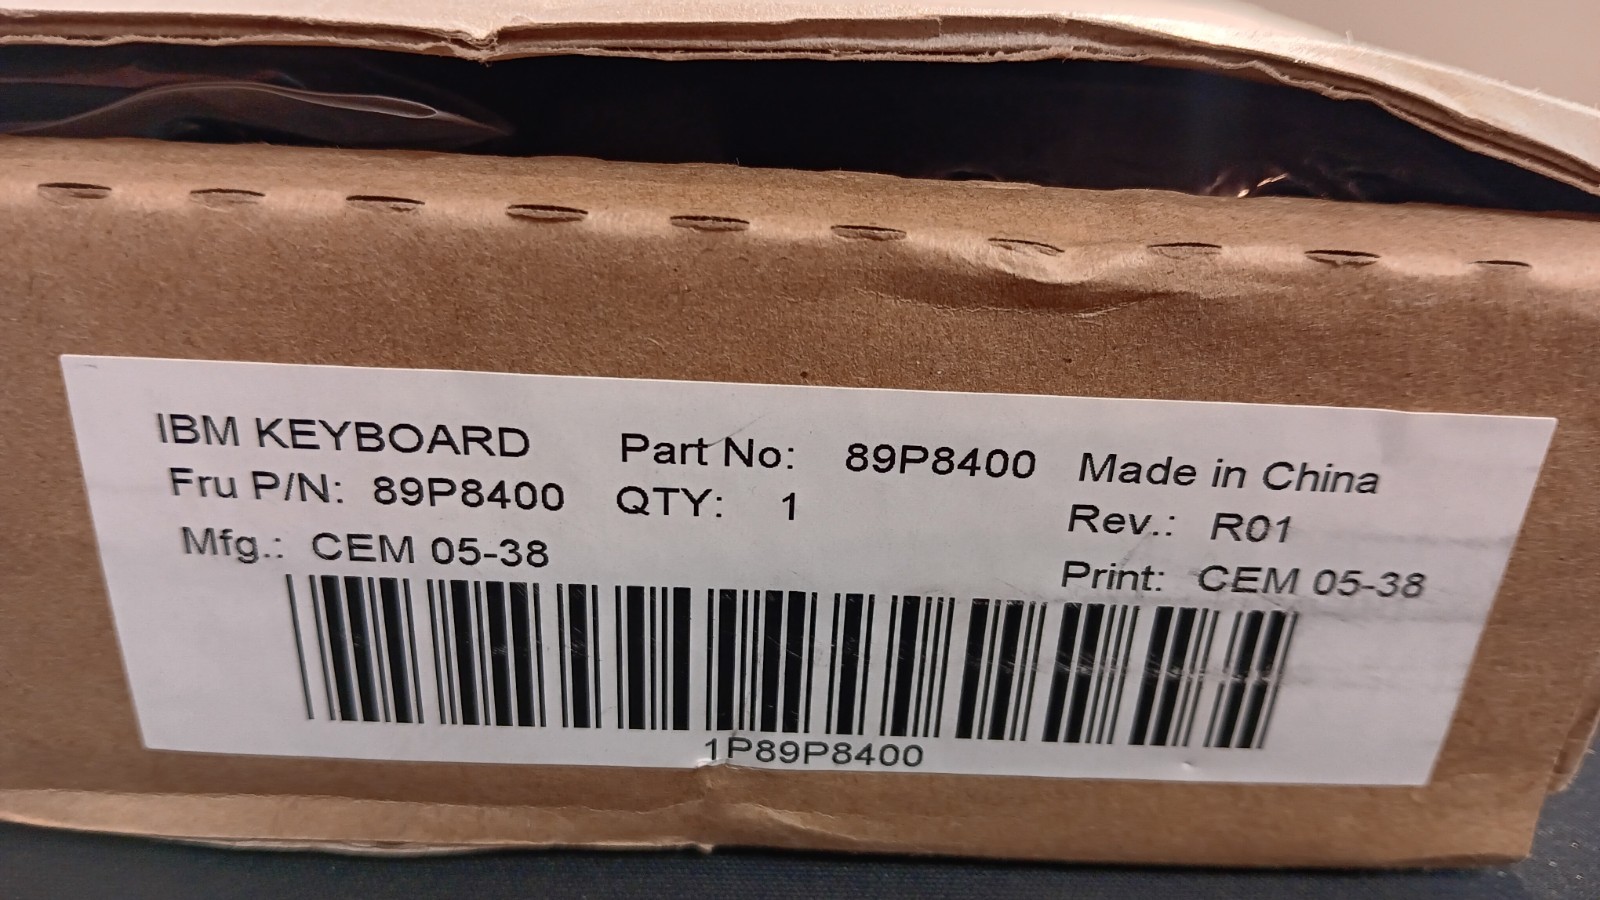 IBM KEYBOARD Part No: 89P8400 Made in China
Fru P/N: 89P8400 QTY: 1 Rev.: R01
Mfg.: CEM 05-38 Print: CEM 05-38
1P89P8400